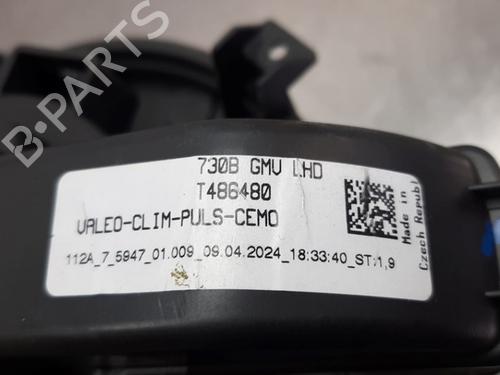 B-PARTS
730B GMV LHD
T486480
VALEO-CLIM-PULS-CEMO
112A_7_5947_01.009_09.04.2024_18:33:40_ST:1,9
Made in
Czech Republ